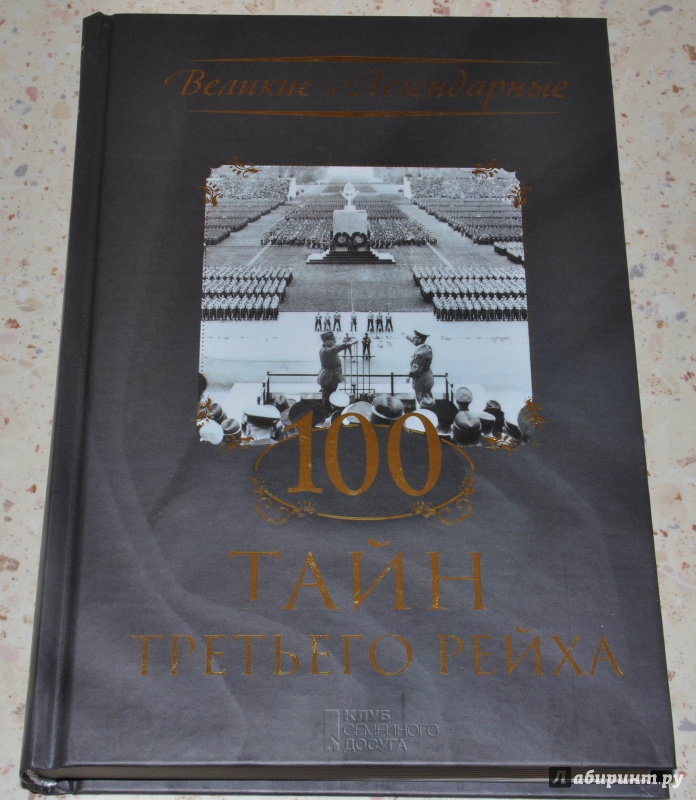 Великие и Легендарные
100
ТАЙН
ТРЕТЬЕГО РЕЙХА
КЛУБ
СЕМЕЙНОГО
ДОСУГА
Лабиринт.ру